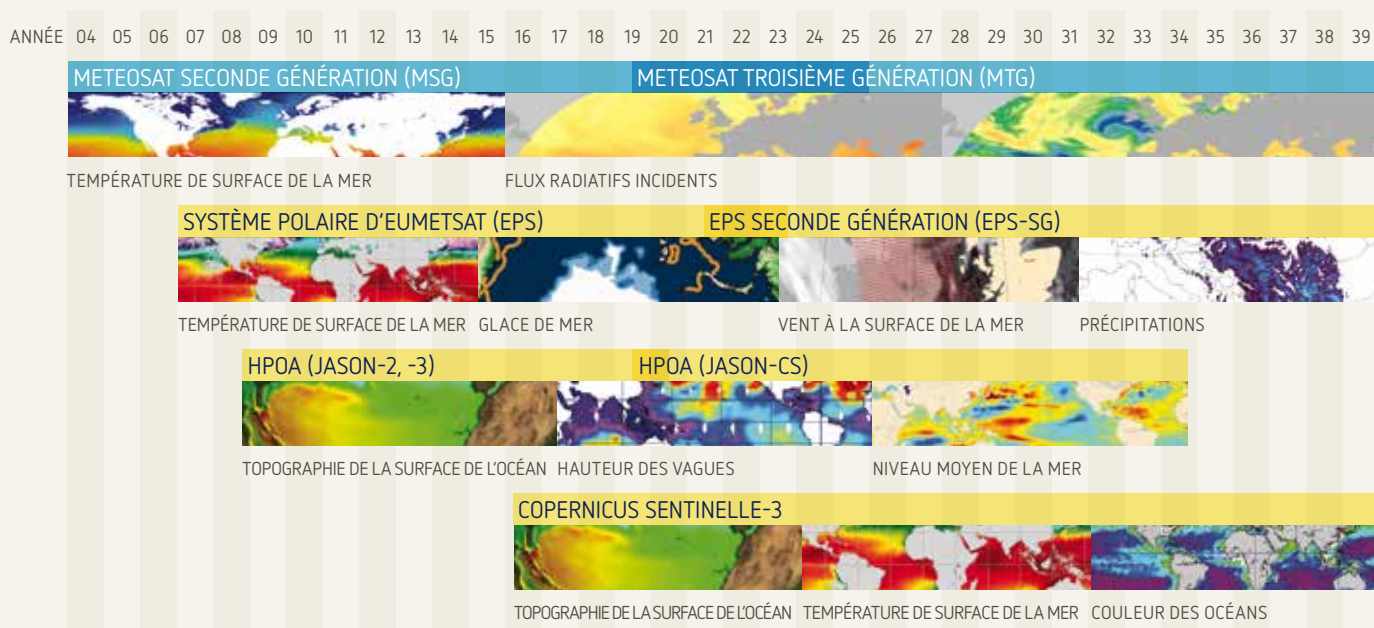 ANNÉE 04 05 06 07 08 09 10 11 12 13 14 15 16 17 18 19 20 21 22 23 24 25 26 27 28 29 30 31 32 33 34 35 36 37 38 39
METEOSAT SECONDE GÉNÉRATION (MSG) METEOSAT TROISIÈME GÉNÉRATION (MTG)
TEMPÉRATURE DE SURFACE DE LA MER FLUX RADIATIFS INCIDENTS
SYSTÈME POLAIRE D'EUMETSAT (EPS) EPS SECONDE GÉNÉRATION (EPS-SG)
TEMPÉRATURE DE SURFACE DE LA MER GLACE DE MER VENT À LA SURFACE DE LA MER PRÉCIPITATIONS
HPOA (JASON-2, -3) HPOA (JASON-CS)
TOPOGRAPHIE DE LA SURFACE DE L'OCÉAN HAUTEUR DES VAGUES NIVEAU MOYEN DE LA MER
COPERNICUS SENTINELLE-3
TOPOGRAPHIE DE LA SURFACE DE L'OCÉAN TEMPÉRATURE DE SURFACE DE LA MER COULEUR DES OCÉANS